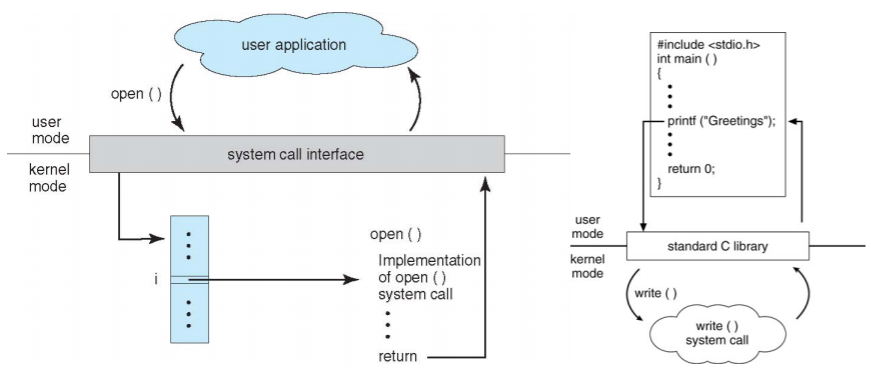 user application
open ( )
user
mode
system call interface
kernel
mode
i
open ( )
Implementation
of open ( )
system call
return
#include <stdio.h>
int main ( )
{
printf ("Greetings");
return 0;
}
user
mode
standard C library
kernel
mode
write ( )
write ( )
system call